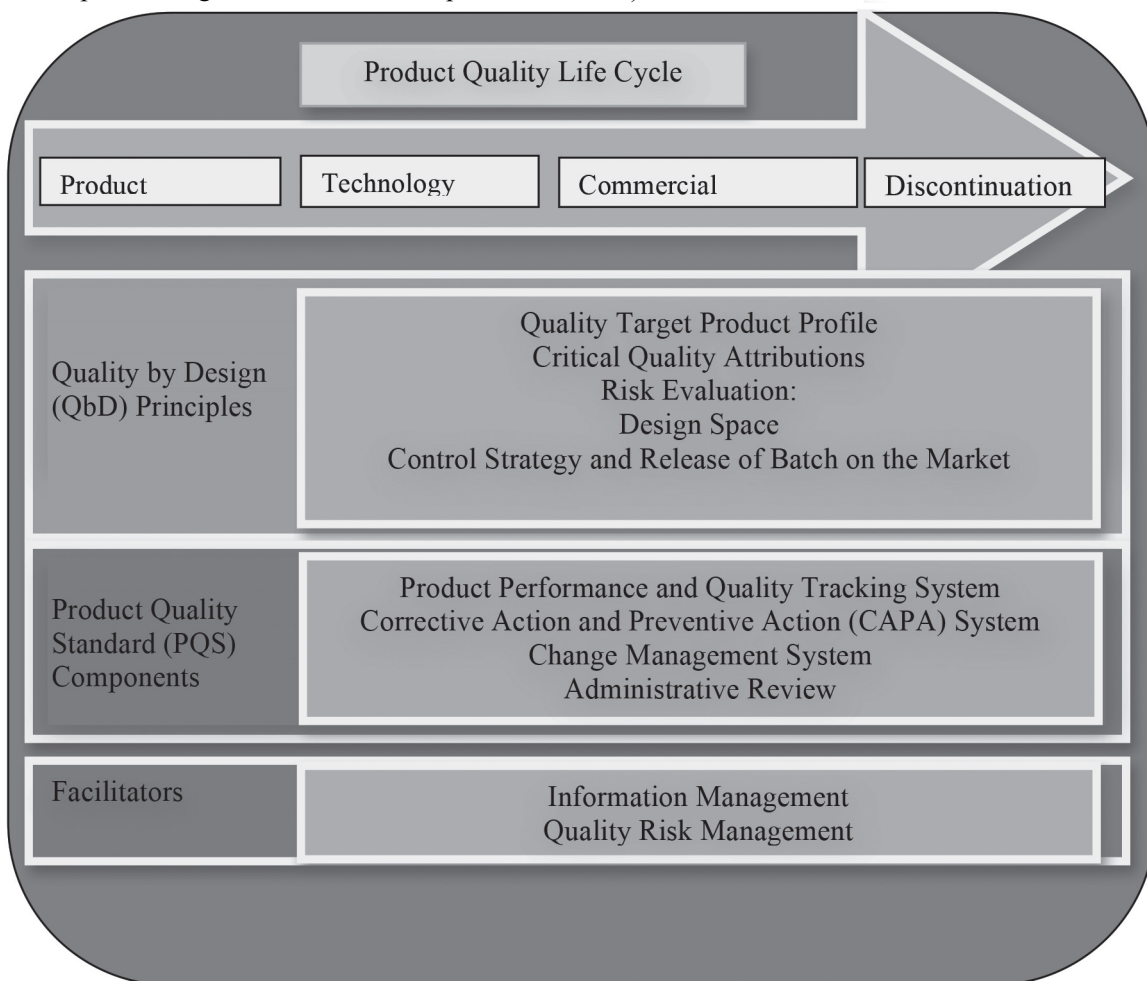 Product Quality Life Cycle
Product
Technology
Commercial
Discontinuation
Quality by Design
(QbD) Principles
Quality Target Product Profile
Critical Quality Attributions
Risk Evaluation:
Design Space
Control Strategy and Release of Batch on the Market
Product Quality
Standard (PQS)
Components
Product Performance and Quality Tracking System
Corrective Action and Preventive Action (CAPA) System
Change Management System
Administrative Review
Facilitators
Information Management
Quality Risk Management